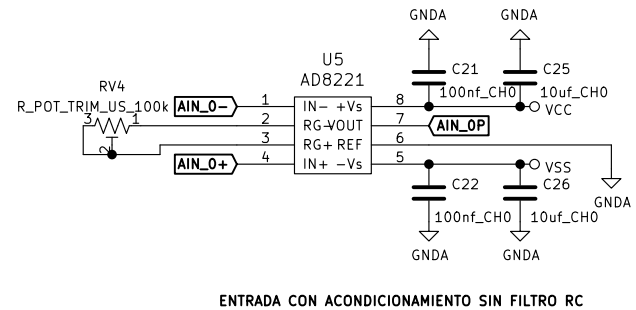 GNDA GNDA
U5
AD8221
C21 C25
100nf_CH0 10uf_CH0
RV4
R_POT_TRIM_US_100k
AIN_0- 1 IN- +Vs 8 VCC
3 1 2 RG- VOUT 7 AIN_0P
2 3 RG+ REF 6
AIN_0+ 4 IN+ -Vs 5 VSS
C22 C26
GNDA
100nf_CH0 10uf_CH0
GNDA GNDA
ENTRADA CON ACONDICIONAMIENTO SIN FILTRO RC